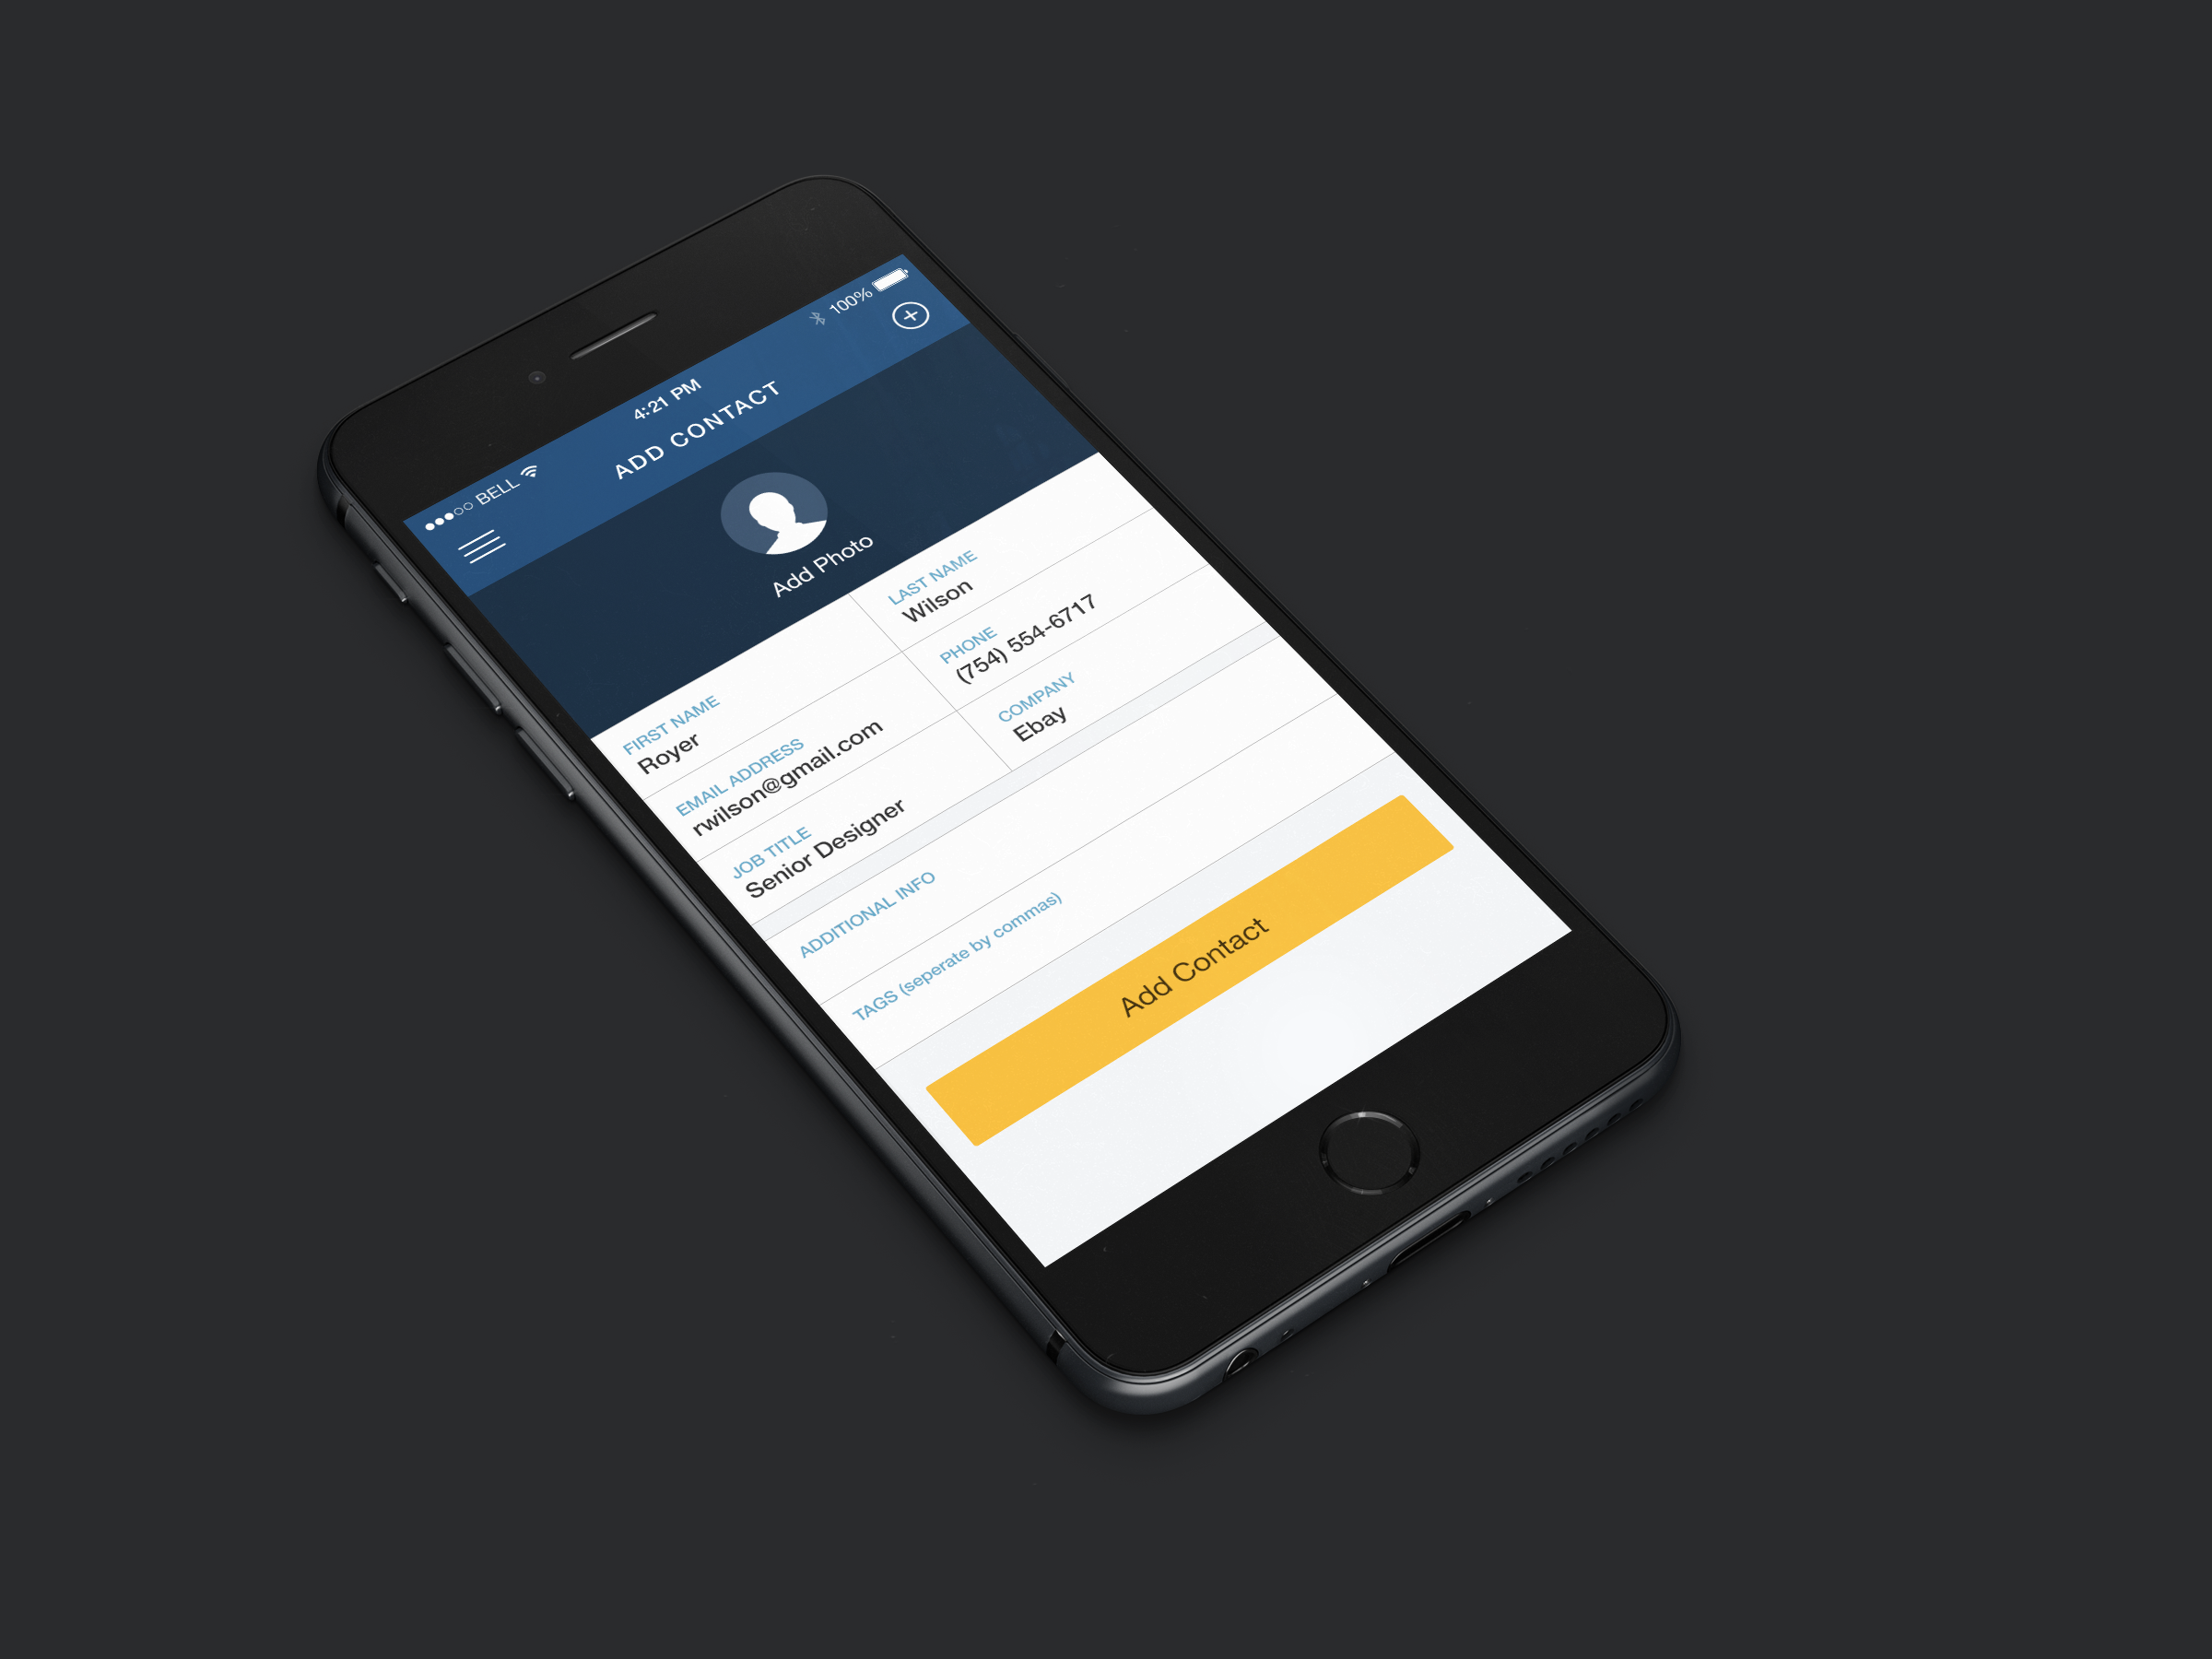 BELL 4:21 PM 100%
ADD CONTACT
Add Photo
FIRST NAME
Royer
LAST NAME
Wilson
EMAIL ADDRESS
rwilson@gmail.com
PHONE
(754) 554-6717
JOB TITLE
Senior Designer
COMPANY
Ebay
ADDITIONAL INFO
TAGS (seperate by commas)
Add Contact